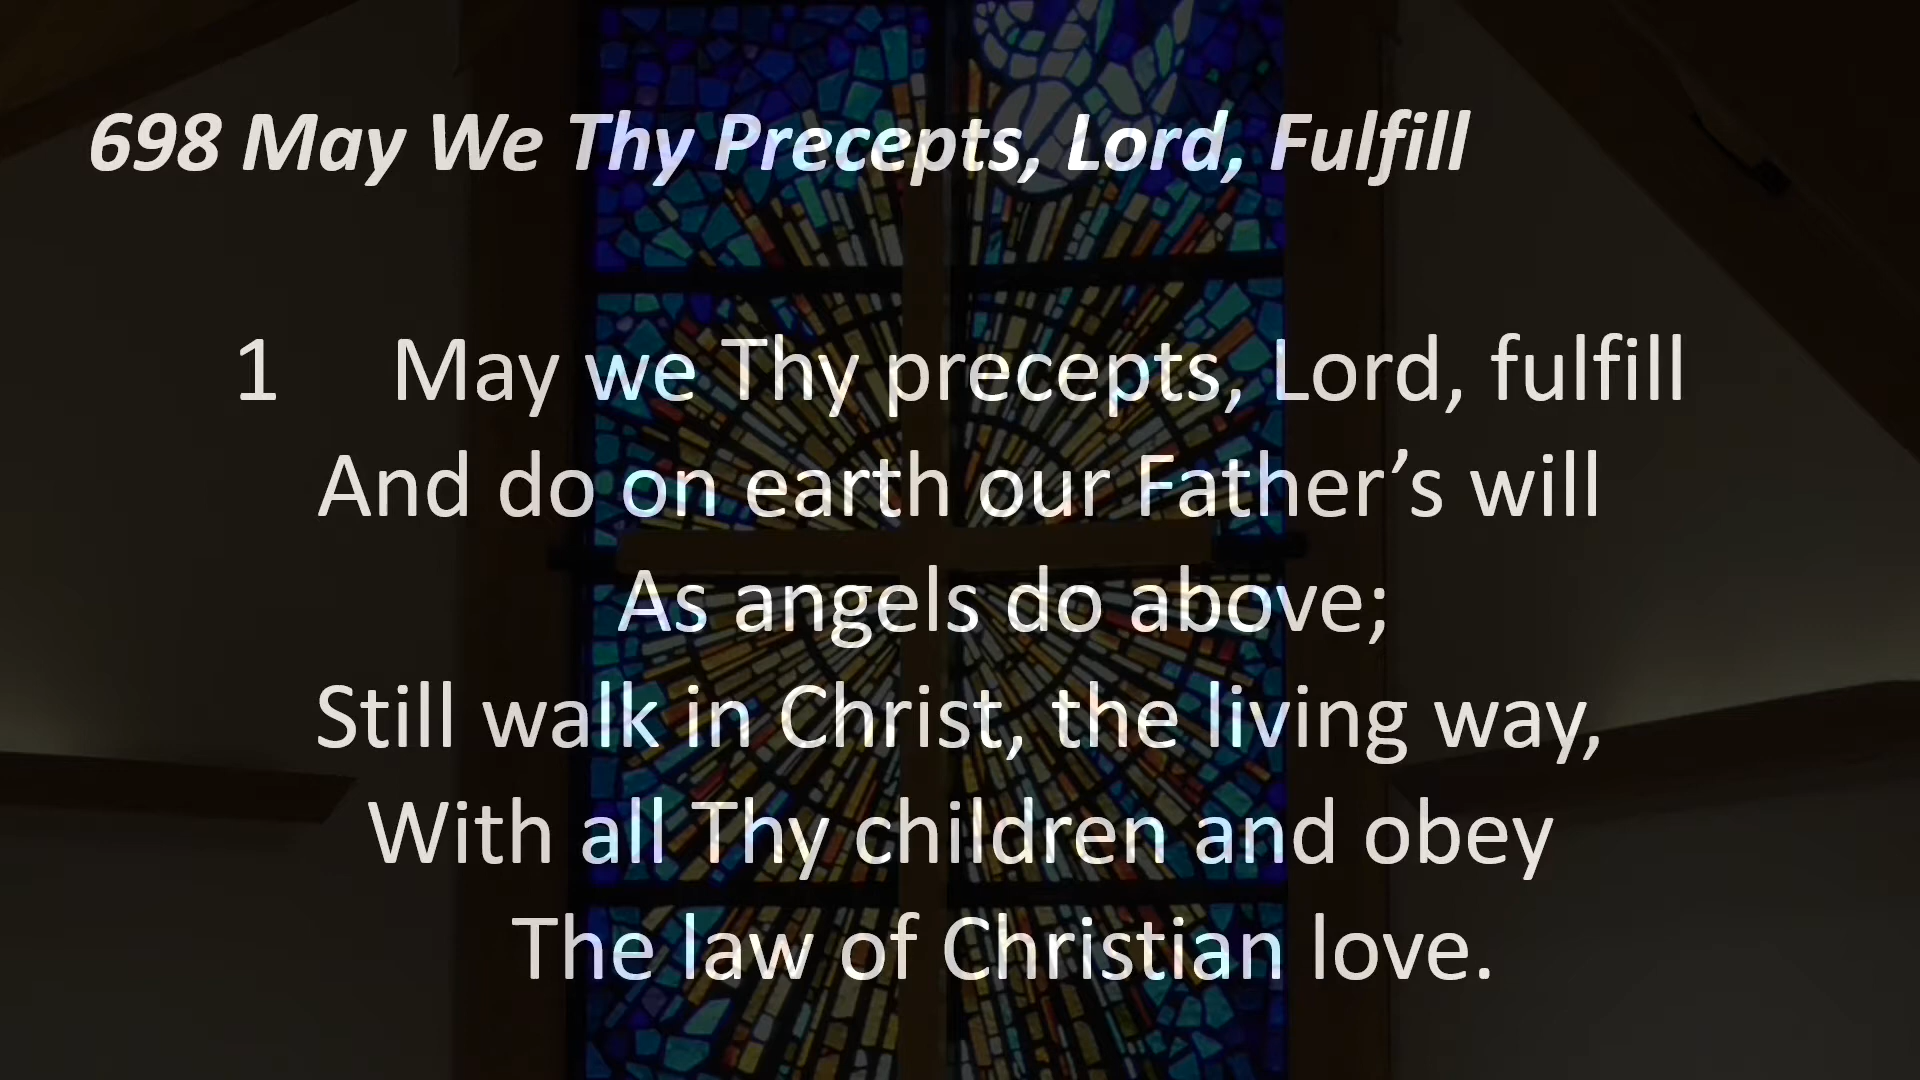 698 May We Thy Precepts, Lord, Fulfill
1 May we Thy precepts, Lord, fulfill
And do on earth our Father’s will
As angels do above;
Still walk in Christ, the living way,
With all Thy children and obey
The law of Christian love.